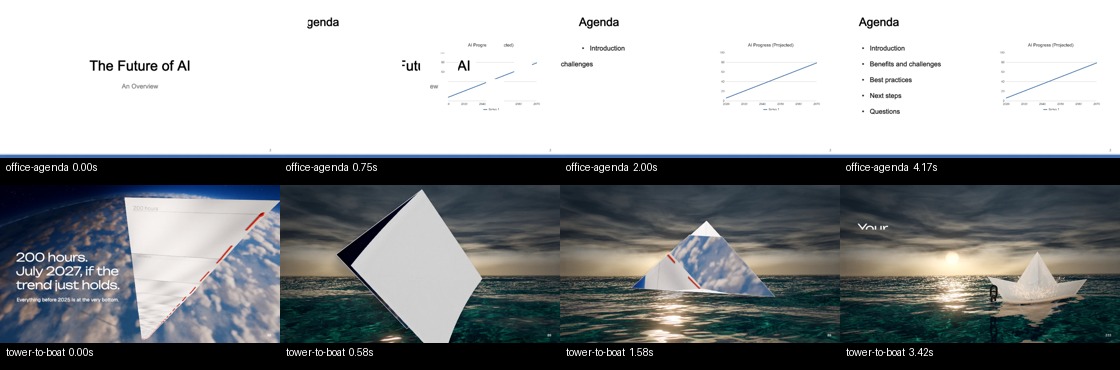 The Future of AI
An Overview
office-agenda 0.00s
genda
Futu AI
ew
AI Progre cted)
office-agenda 0.75s
Agenda
• Introduction
challenges
AI Progress (Projected)
office-agenda 2.00s
Agenda
• Introduction
• Benefits and challenges
• Best practices
• Next steps
• Questions
AI Progress (Projected)
office-agenda 4.17s
200 hours.
July 2027, if the
trend just holds.
Everything before 2025 is at the very bottom.
tower-to-boat 0.00s
tower-to-boat 0.58s
tower-to-boat 1.58s
Your
tower-to-boat 3.42s